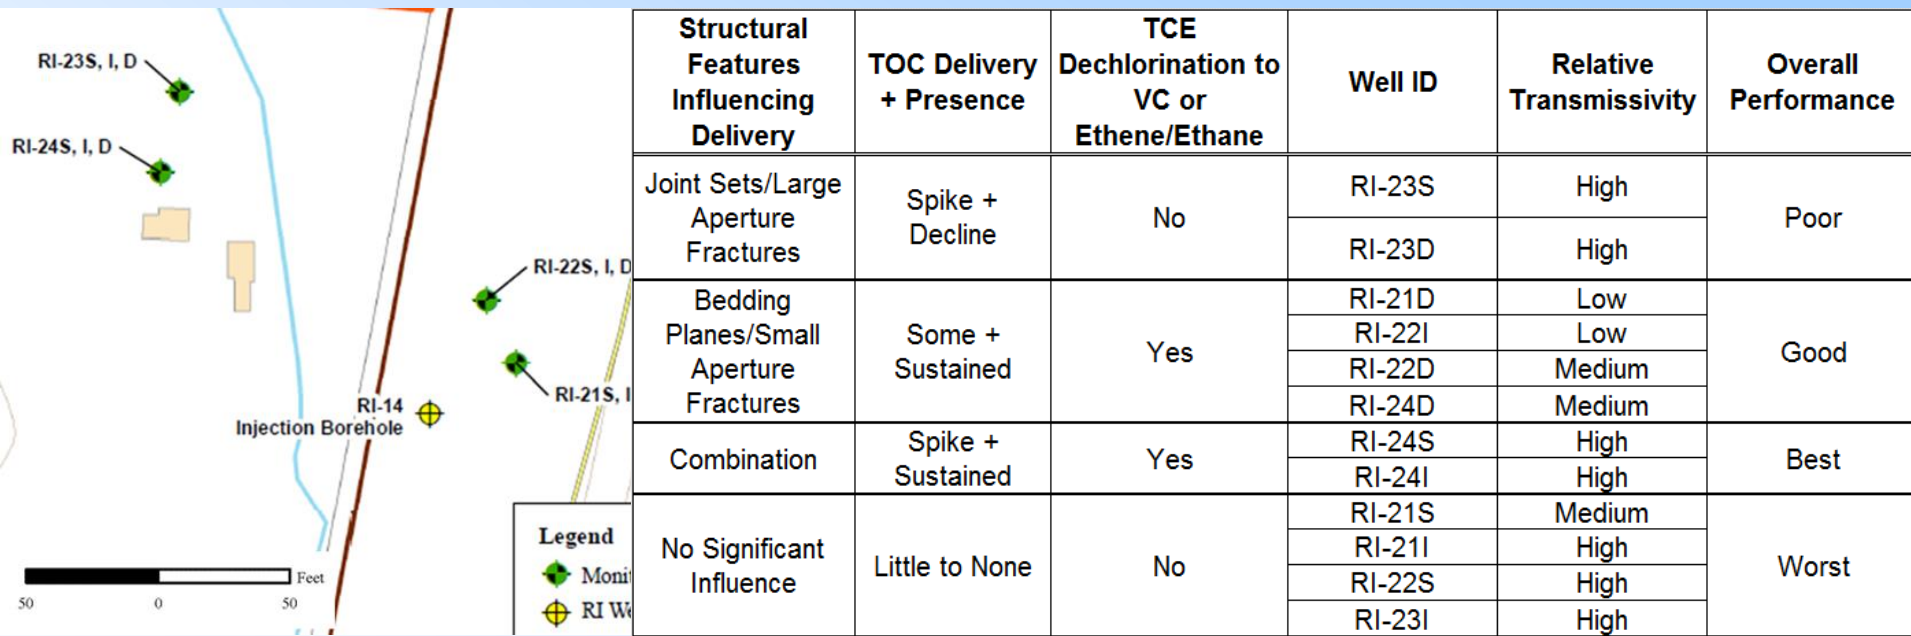 RI-23S, I, D
RI-24S, I, D
RI-22S, I, D
RI-21S, I
RI-14
Injection Borehole
Legend
Feet
50 0 50
Structural
Features
Influencing
Delivery
TOC Delivery
+ Presence
TCE
Dechlorination to
VC or
Ethene/Ethane
Well ID
Relative
Transmissivity
Overall
Performance
Joint Sets/Large
Aperture
Fractures
Spike +
Decline
No
RI-23S High
RI-23D High
Poor
Bedding
Planes/Small
Aperture
Fractures
Some +
Sustained
Yes
RI-21D Low
RI-22I Low
RI-22D Medium
RI-24D Medium
Good
Combination
Spike +
Sustained
Yes
RI-24S High
RI-24I High
Best
No Significant
Influence
Little to None
No
RI-21S Medium
RI-21I High
RI-22S High
RI-23I High
Worst